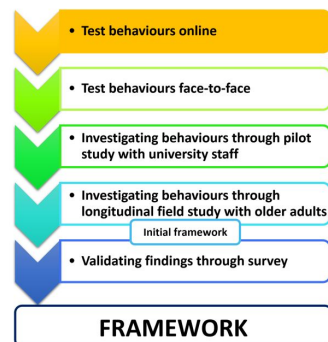 • Test behaviours online
• Test behaviours face-to-face
• Investigating behaviours through pilot
study with university staff
• Investigating behaviours through
longitudinal field study with older adults
Initial framework
• Validating findings through survey
FRAMEWORK